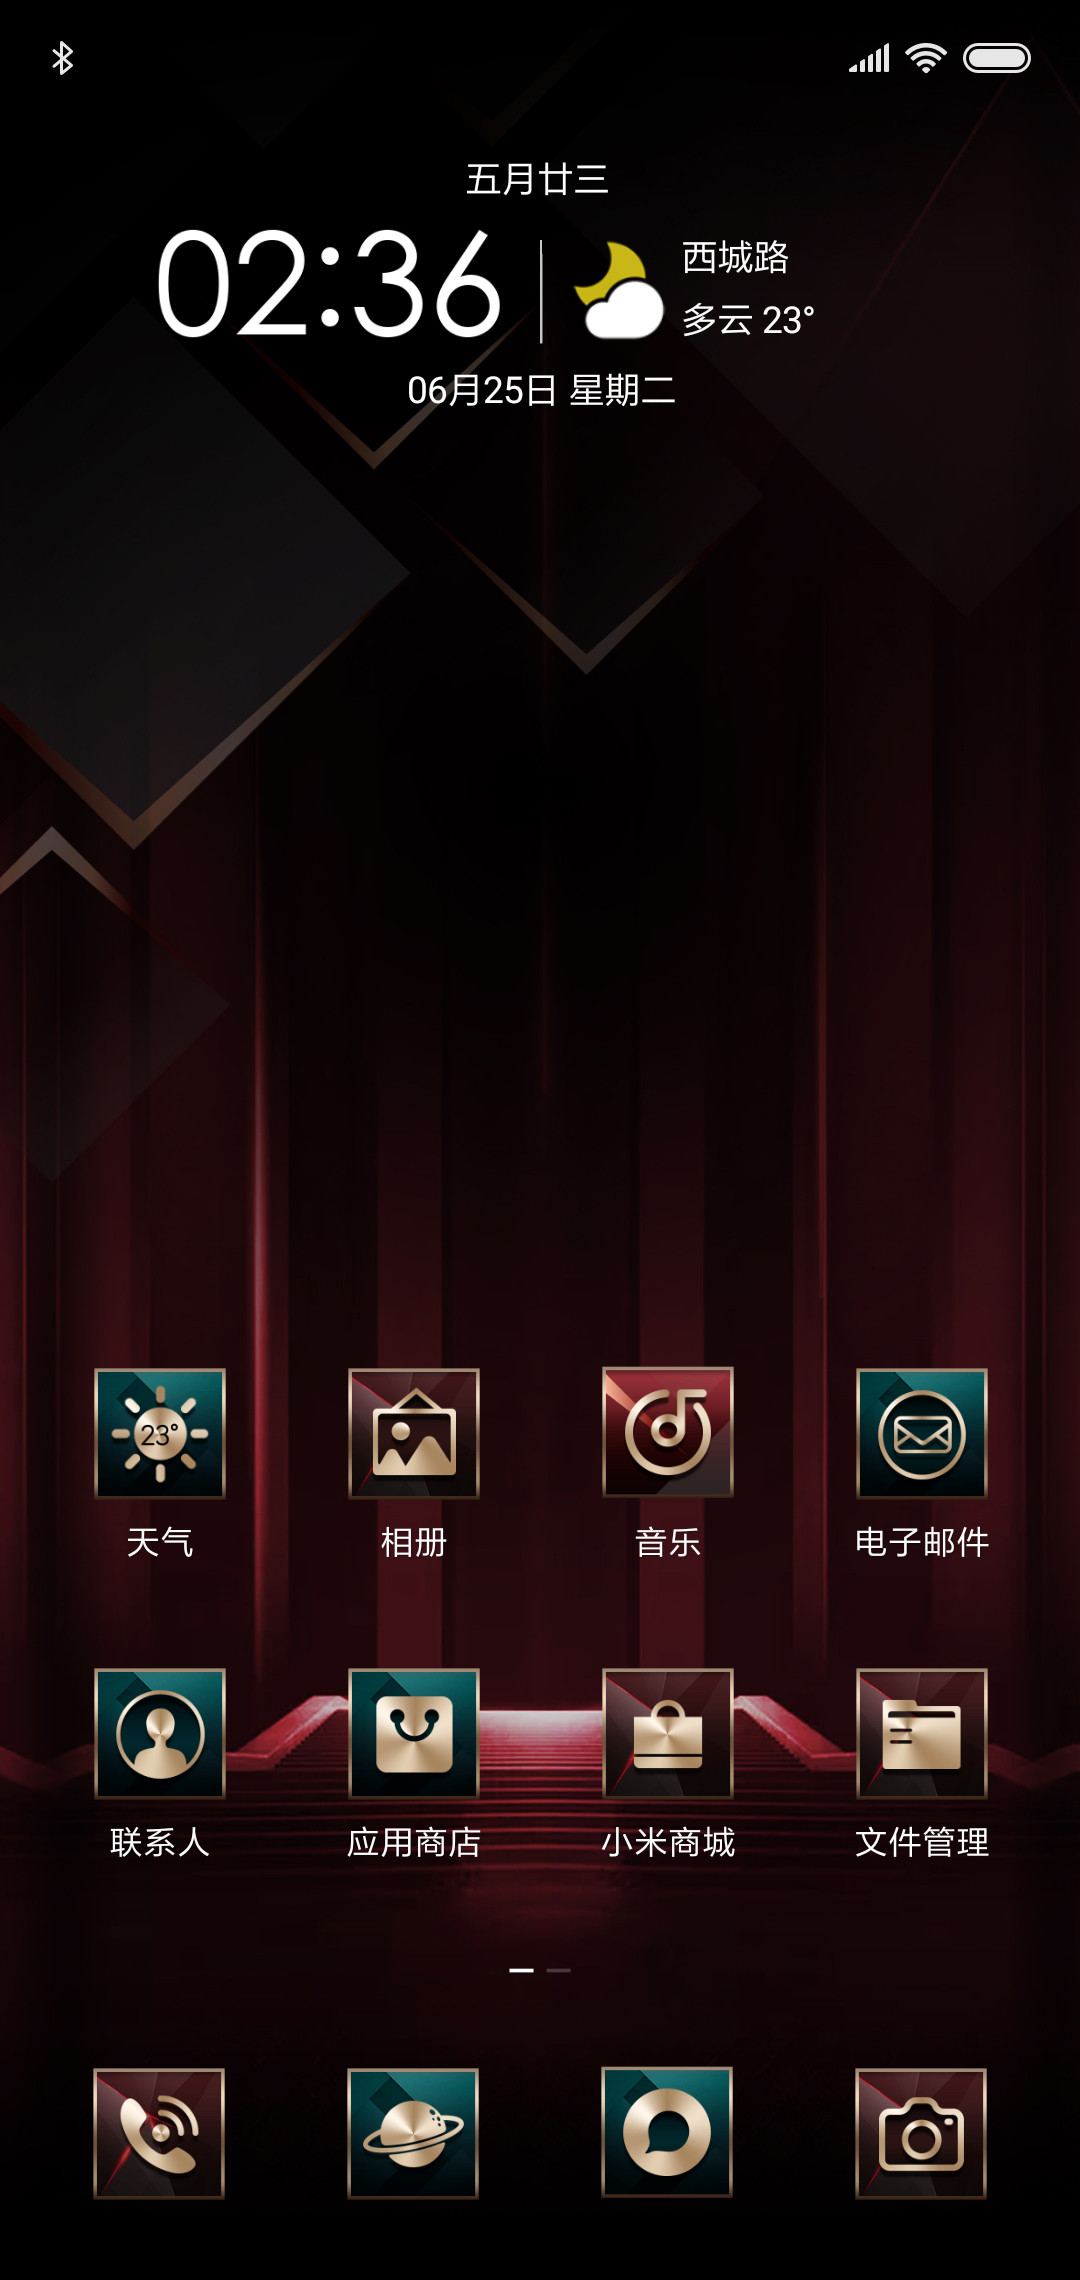 五月廿三
02:36
西城路
多云 23°
06月25日 星期二
23°
天气
相册
音乐
电子邮件
联系人
应用商店
小米商城
文件管理